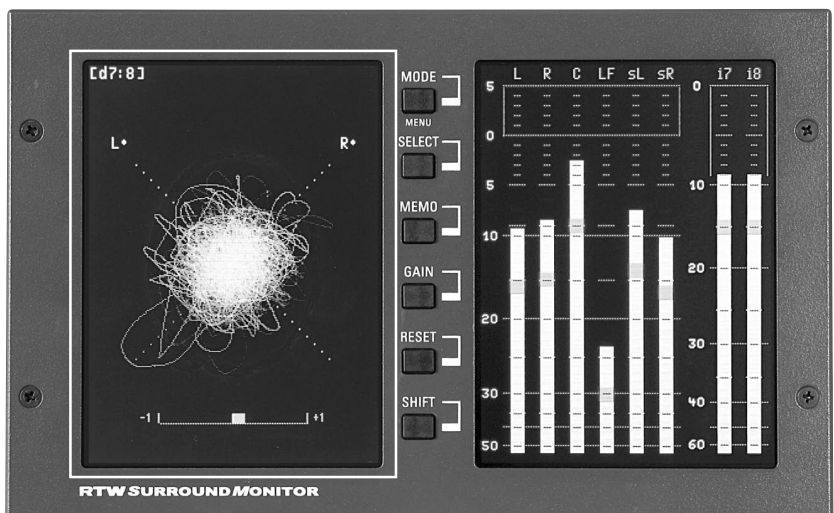 [d7:8]
L R
-1 +1
MODE
MENU
SELECT
MEMO
GAIN
RESET
SHIFT
L R C LF sL sR i7 i8
5 0
0
5 10
10
20
20
30
30 40
50 60
RTW SURROUND MONITOR